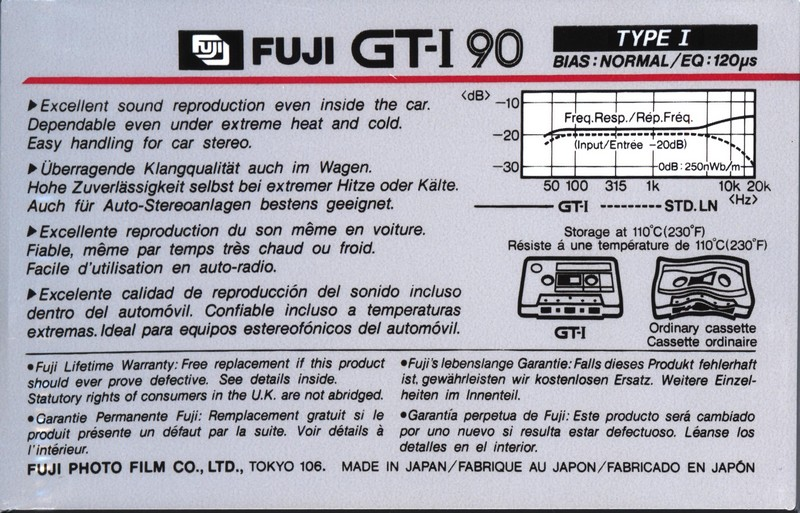 FUJI FUJI GT-I 90 TYPE I
BIAS:NORMAL/EQ:120µs
▶Excellent sound reproduction even inside the car.
Dependable even under extreme heat and cold.
Easy handling for car stereo.
▶Überragende Klangqualität auch im Wagen.
Hohe Zuverlässigkeit selbst bei extremer Hitze oder Kälte.
Auch für Auto-Stereoanlagen bestens geeignet.
▶Excellente reproduction du son même en voiture.
Fiable, même par temps très chaud ou froid.
Facile d'utilisation en auto-radio.
▶Excelente calidad de reproducción del sonido incluso
dentro del automóvil. Confiable incluso a temperaturas
extremas. Ideal para equipos estereofónicos del automóvil.
<dB>
-10
-20
-30
Freq.Resp./Rép.Fréq.
(Input/Entrée -20dB)
0dB:250nWb/m
50 100 315 1k 10k 20k
<Hz>
GT-I STD.LN
Storage at 110°C(230°F)
Résiste á une température de 110°C(230°F)
GT-I
Ordinary cassette
Cassette ordinaire
●Fuji Lifetime Warranty: Free replacement if this product
should ever prove defective. See details inside.
Statutory rights of consumers in the U.K. are not abridged.
●Garantie Permanente Fuji: Remplacement gratuit si le
produit présente un défaut par la suite. Voir détails à
l'intérieur.
●Fuji's lebenslange Garantie: Falls dieses Produkt fehlerhaft
ist, gewährleisten wir kostenlosen Ersatz. Weitere Einzel-
heiten im Innenteil.
●Garantía perpetua de Fuji: Este producto será cambiado
por uno nuevo si resulta estar defectuoso. Léanse los
detalles en el interior.
FUJI PHOTO FILM CO., LTD., TOKYO 106. MADE IN JAPAN/FABRIQUE AU JAPON/FABRICADO EN JAPÓN